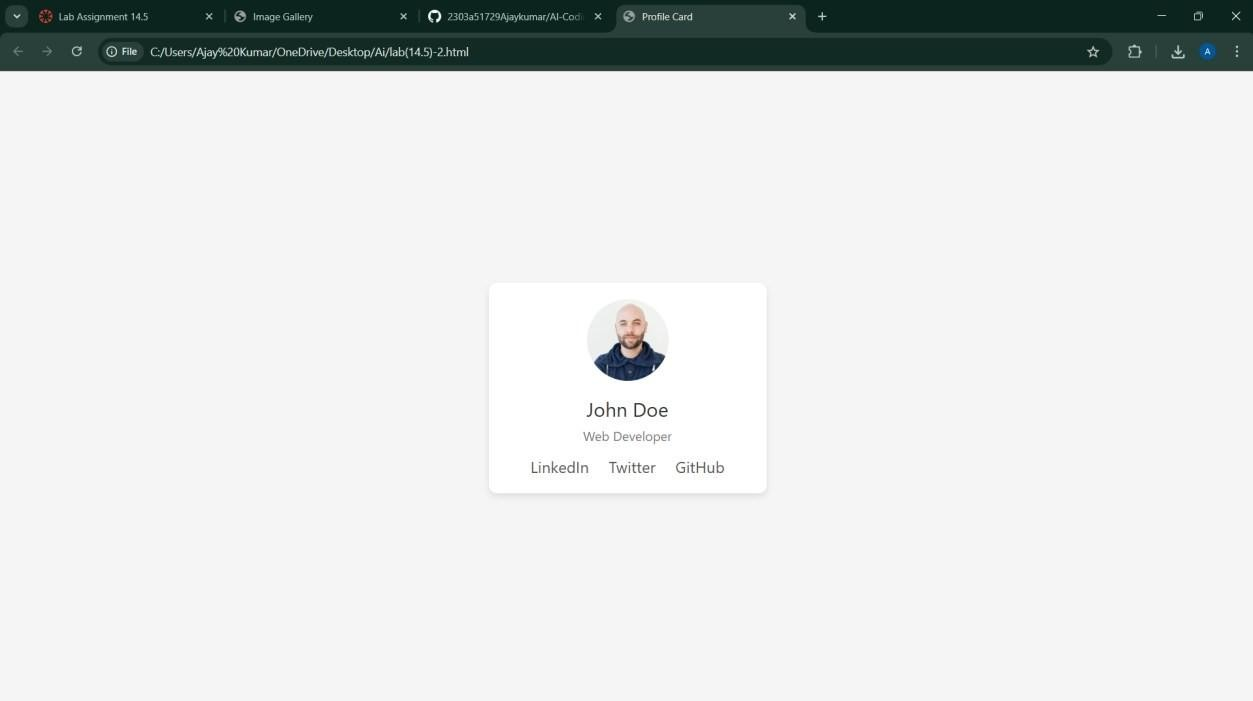 Lab Assignment 14.5
Image Gallery
2303a51729Ajaykumar/AI-Codi
Profile Card
File
C:/Users/Ajay%20Kumar/OneDrive/Desktop/Ai/lab(14.5)-2.html
A
John Doe
Web Developer
LinkedIn Twitter GitHub